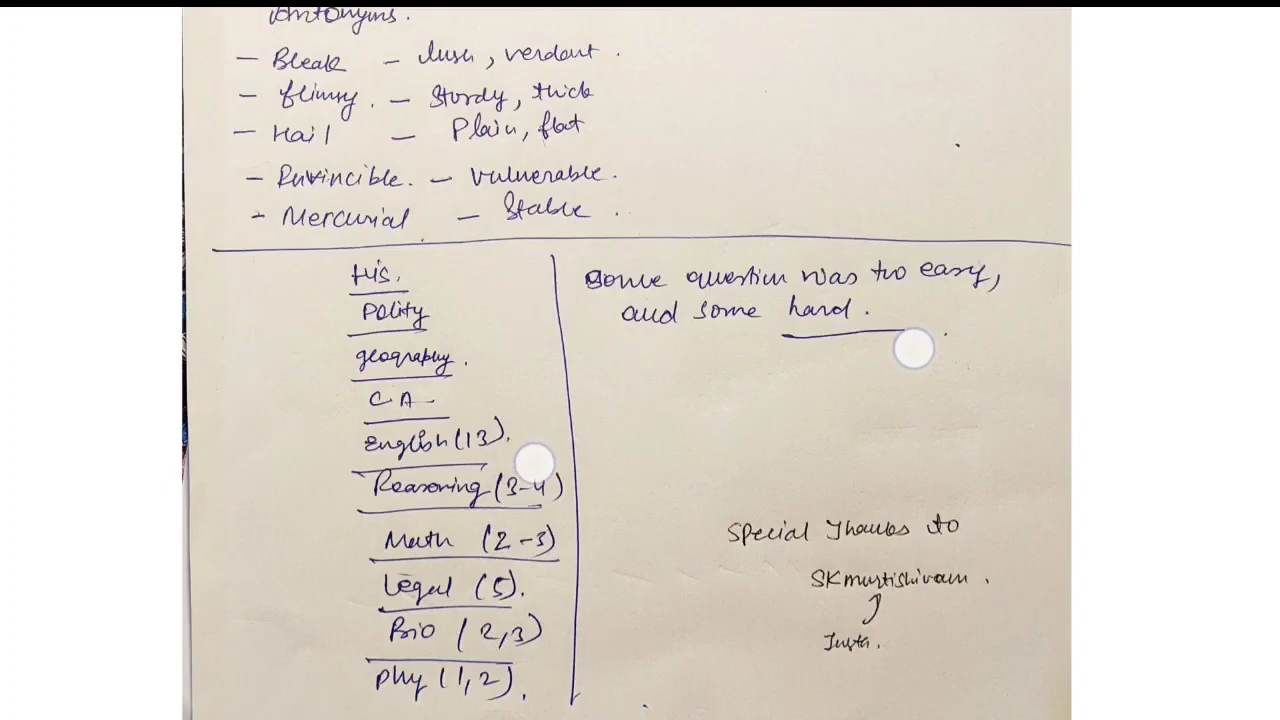 Antonyms.
- Bleak - lush, verdant.
- flimsy. - Sturdy, thick
- Hail - Plain, flat
- Invincible. - Vulnerable.
- Mercurial - Stable.
His.
Polity
geography.
CA
English (13).
Reasoning (3-4)
Math (2-3)
Legal (5).
Bio (2,3)
Phy (1,2).
some question was too easy,
and some hard.
Special Thanks to
SKmurtishivam.
Insta.